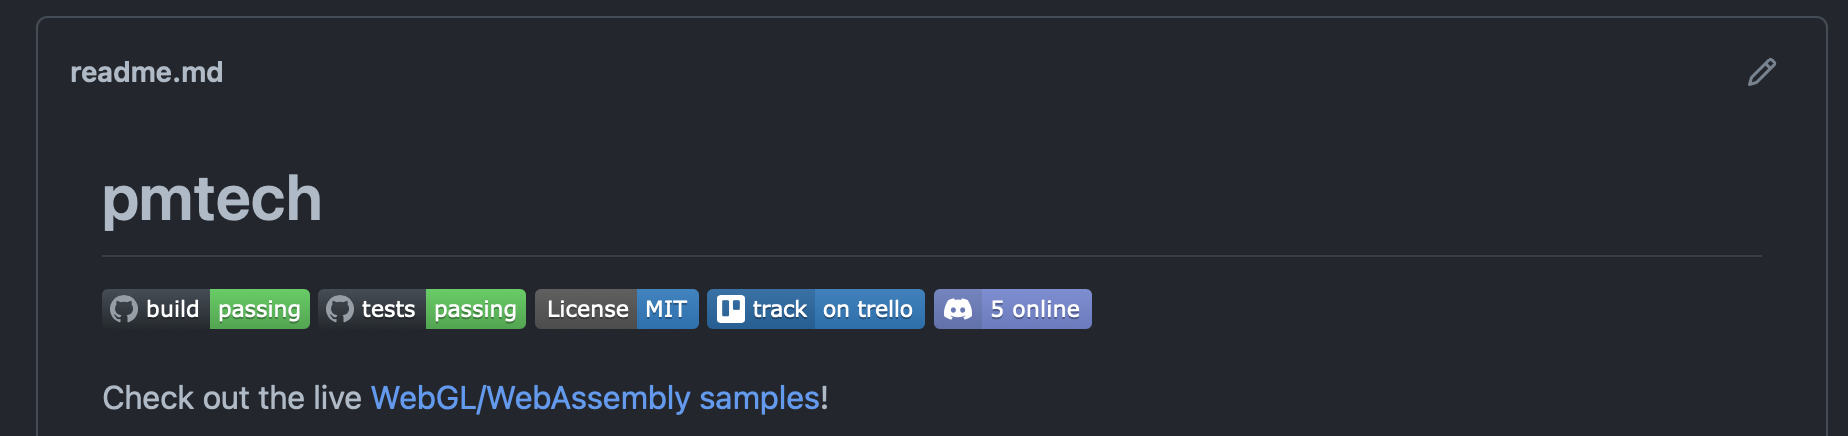 readme.md
pmtech
build passing tests passing License MIT track on trello 5 online
Check out the live WebGL/WebAssembly samples!